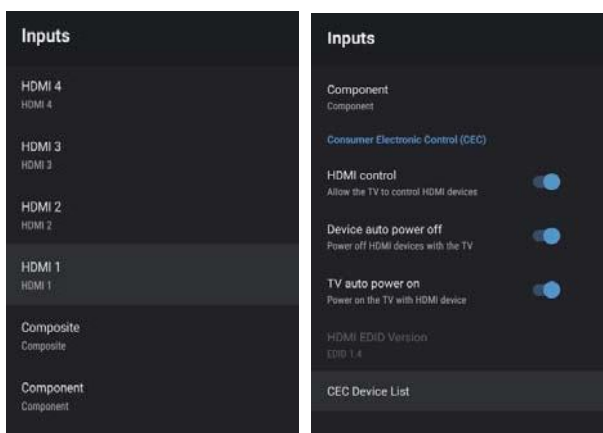 Inputs
HDMI 4
HDMI 4
HDMI 3
HDMI 3
HDMI 2
HDMI 2
HDMI 1
HDMI 1
Composite
Composite
Component
Component
Inputs
Component
Component
Consumer Electronic Control (CEC)
HDMI control
Allow the TV to control HDMI devices
Device auto power off
Power off HDMI devices with the TV
TV auto power on
Power on the TV with HDMI device
HDMI EDID Version
EDID 1.4
CEC Device List